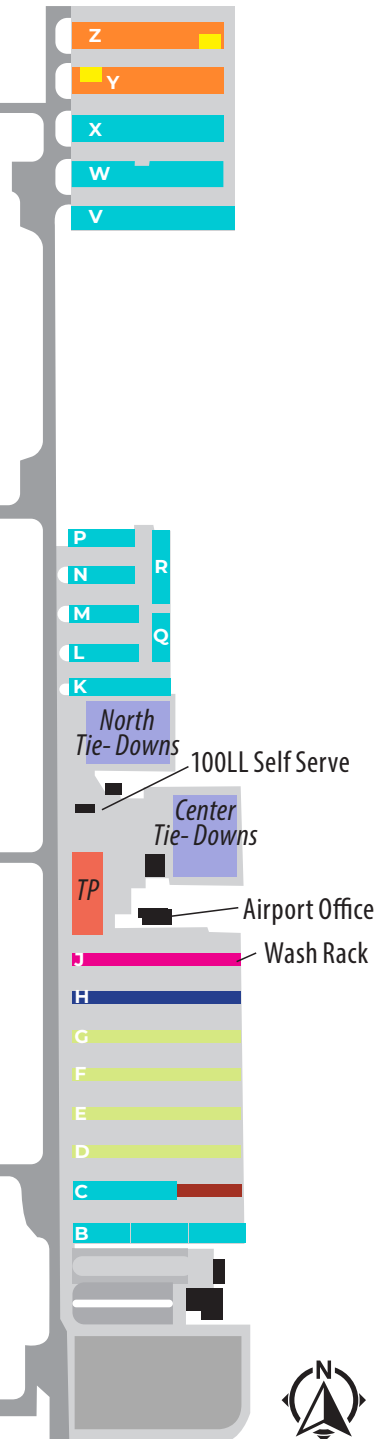 Z
Y
X
W
V
P
R
N
M
Q
L
K
North
Tie- Downs
100LL Self Serve
Center
Tie- Downs
TP
Airport Office
J
Wash Rack
H
G
F
E
D
C
B
N